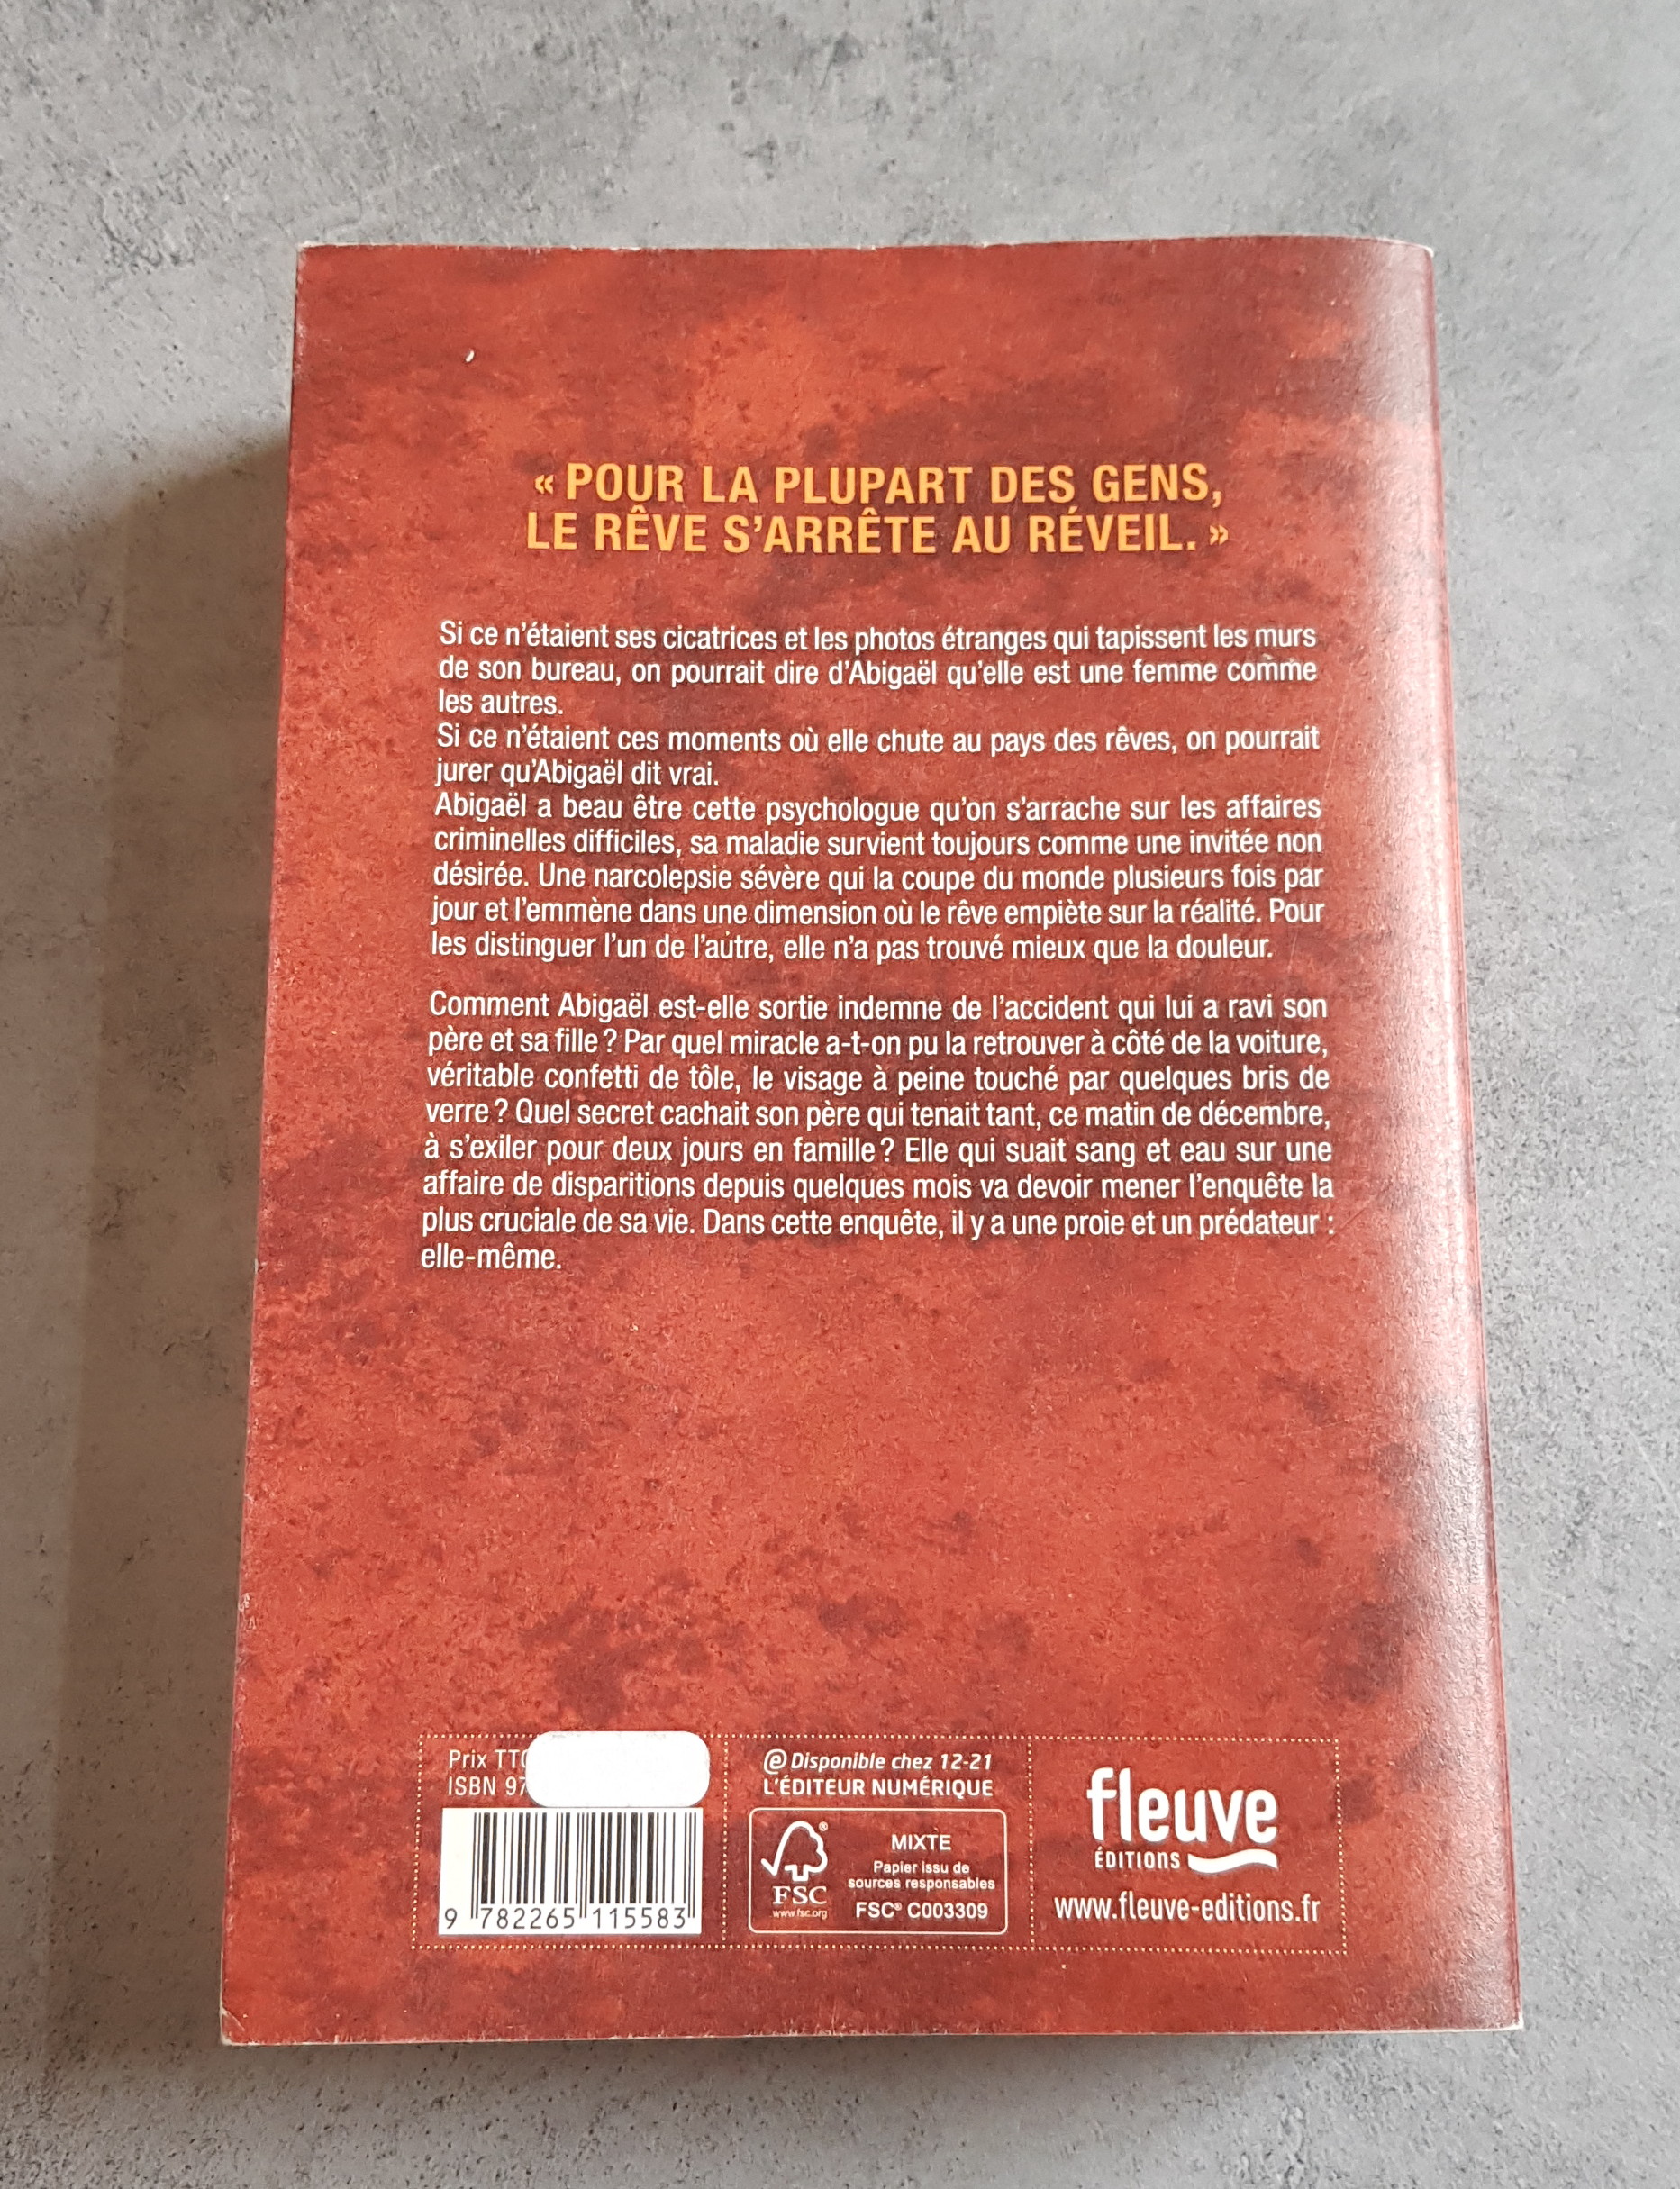 « POUR LA PLUPART DES GENS,
LE RÊVE S'ARRÊTE AU RÉVEIL. »
Si ce n'étaient ses cicatrices et les photos étranges qui tapissent les murs
de son bureau, on pourrait dire d'Abigaël qu'elle est une femme comme
les autres.
Si ce n'étaient ces moments où elle chute au pays des rêves, on pourrait
jurer qu'Abigaël dit vrai.
Abigaël a beau être cette psychologue qu'on s'arrache sur les affaires
criminelles difficiles, sa maladie survient toujours comme une invitée non
désirée. Une narcolepsie sévère qui la coupe du monde plusieurs fois par
jour et l'emmène dans une dimension où le rêve empiète sur la réalité. Pour
les distinguer l'un de l'autre, elle n'a pas trouvé mieux que la douleur.
Comment Abigaël est-elle sortie indemne de l'accident qui lui a ravi son
père et sa fille ? Par quel miracle a-t-on pu la retrouver à côté de la voiture,
véritable confetti de tôle, le visage à peine touché par quelques bris de
verre ? Quel secret cachait son père qui tenait tant, ce matin de décembre,
à s'exiler pour deux jours en famille ? Elle qui suait sang et eau sur une
affaire de disparitions depuis quelques mois va devoir mener l'enquête la
plus cruciale de sa vie. Dans cette enquête, il y a une proie et un prédateur :
elle-même.
Prix TTC
ISBN 97
9 782265 115583
@ Disponible chez 12-21
L'ÉDITEUR NUMÉRIQUE
FSC
www.fsc.org
MIXTE
Papier issu de
sources responsables
FSC® C003309
fleuve
ÉDITIONS
www.fleuve-editions.fr